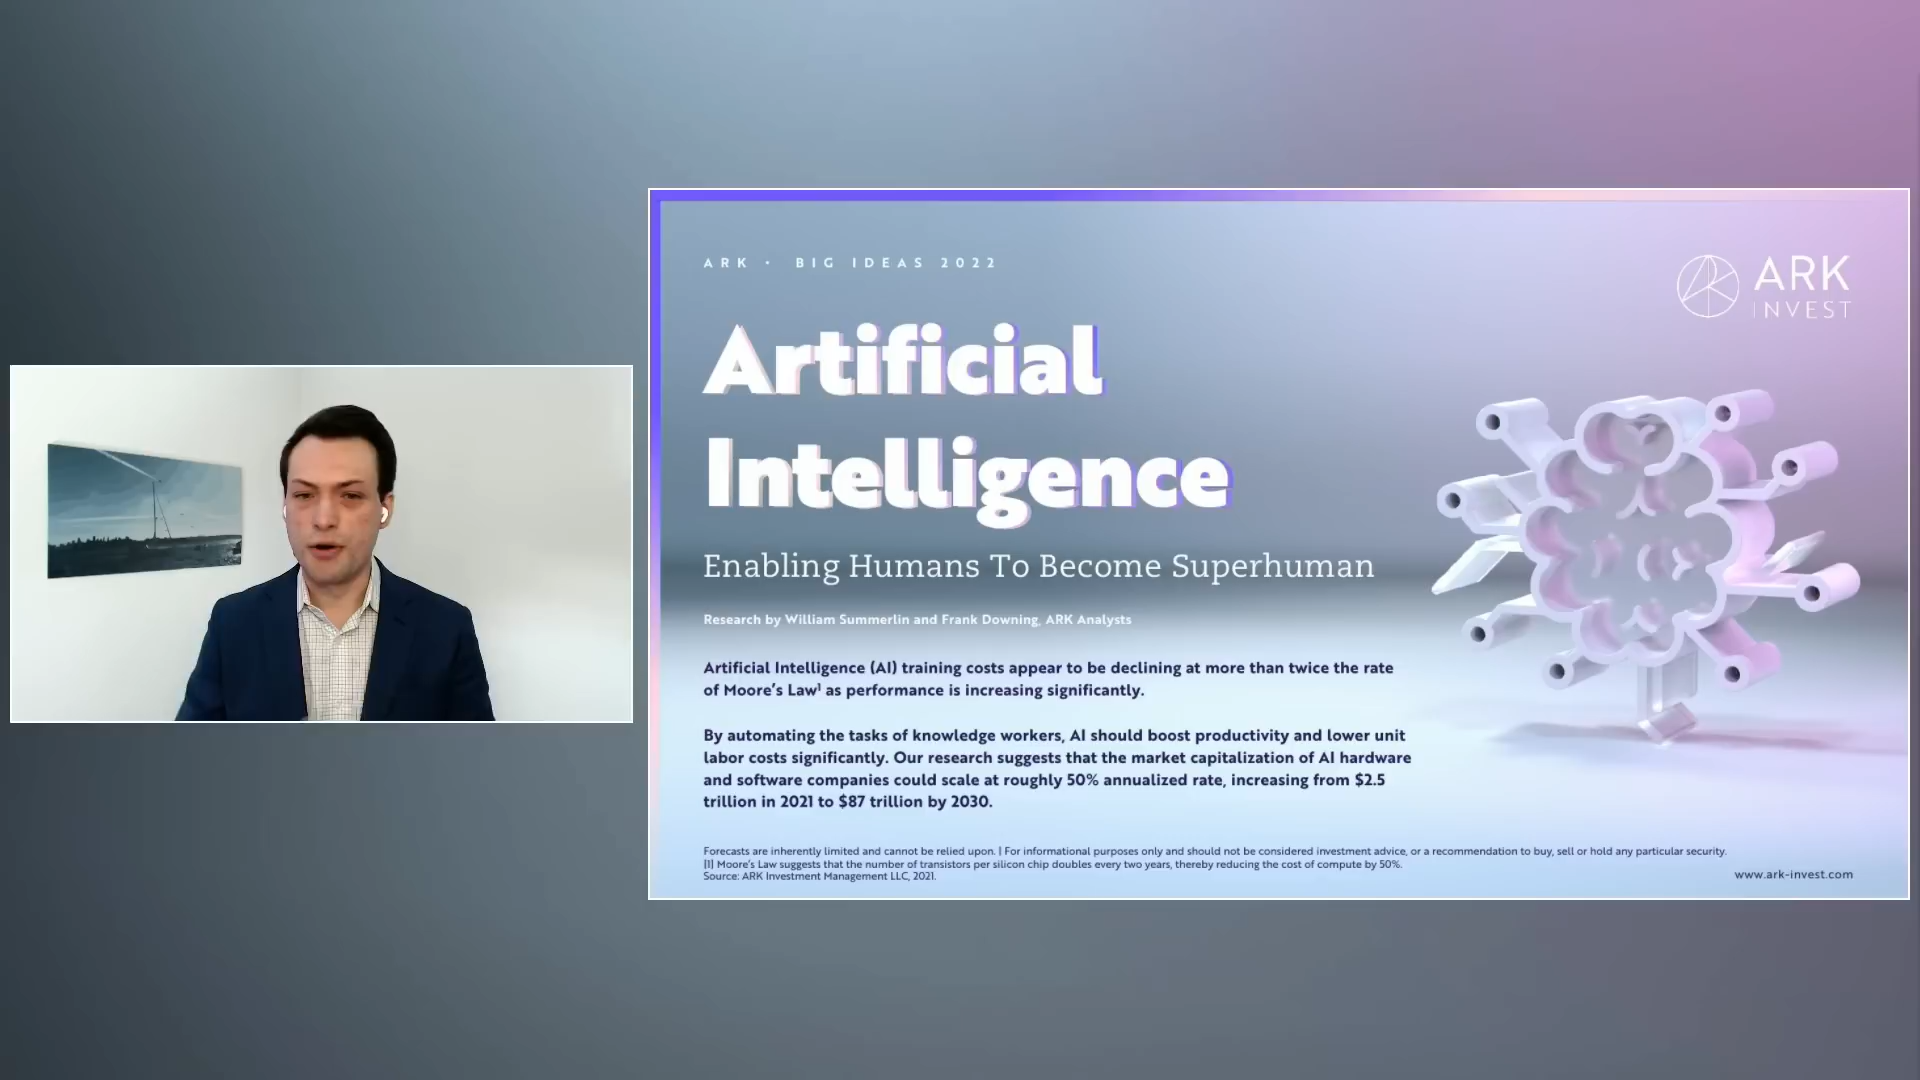 ARK · BIG IDEAS 2022
ARK
INVEST
Artificial
Intelligence
Enabling Humans To Become Superhuman
Research by William Summerlin and Frank Downing, ARK Analysts
Artificial Intelligence (AI) training costs appear to be declining at more than twice the rate
of Moore's Law¹ as performance is increasing significantly.
By automating the tasks of knowledge workers, AI should boost productivity and lower unit
labor costs significantly. Our research suggests that the market capitalization of AI hardware
and software companies could scale at roughly 50% annualized rate, increasing from $2.5
trillion in 2021 to $87 trillion by 2030.
Forecasts are inherently limited and cannot be relied upon. | For informational purposes only and should not be considered investment advice, or a recommendation to buy, sell or hold any particular security.
[1] Moore's Law suggests that the number of transistors per silicon chip doubles every two years, thereby reducing the cost of compute by 50%.
Source: ARK Investment Management LLC, 2021.
www.ark-invest.com